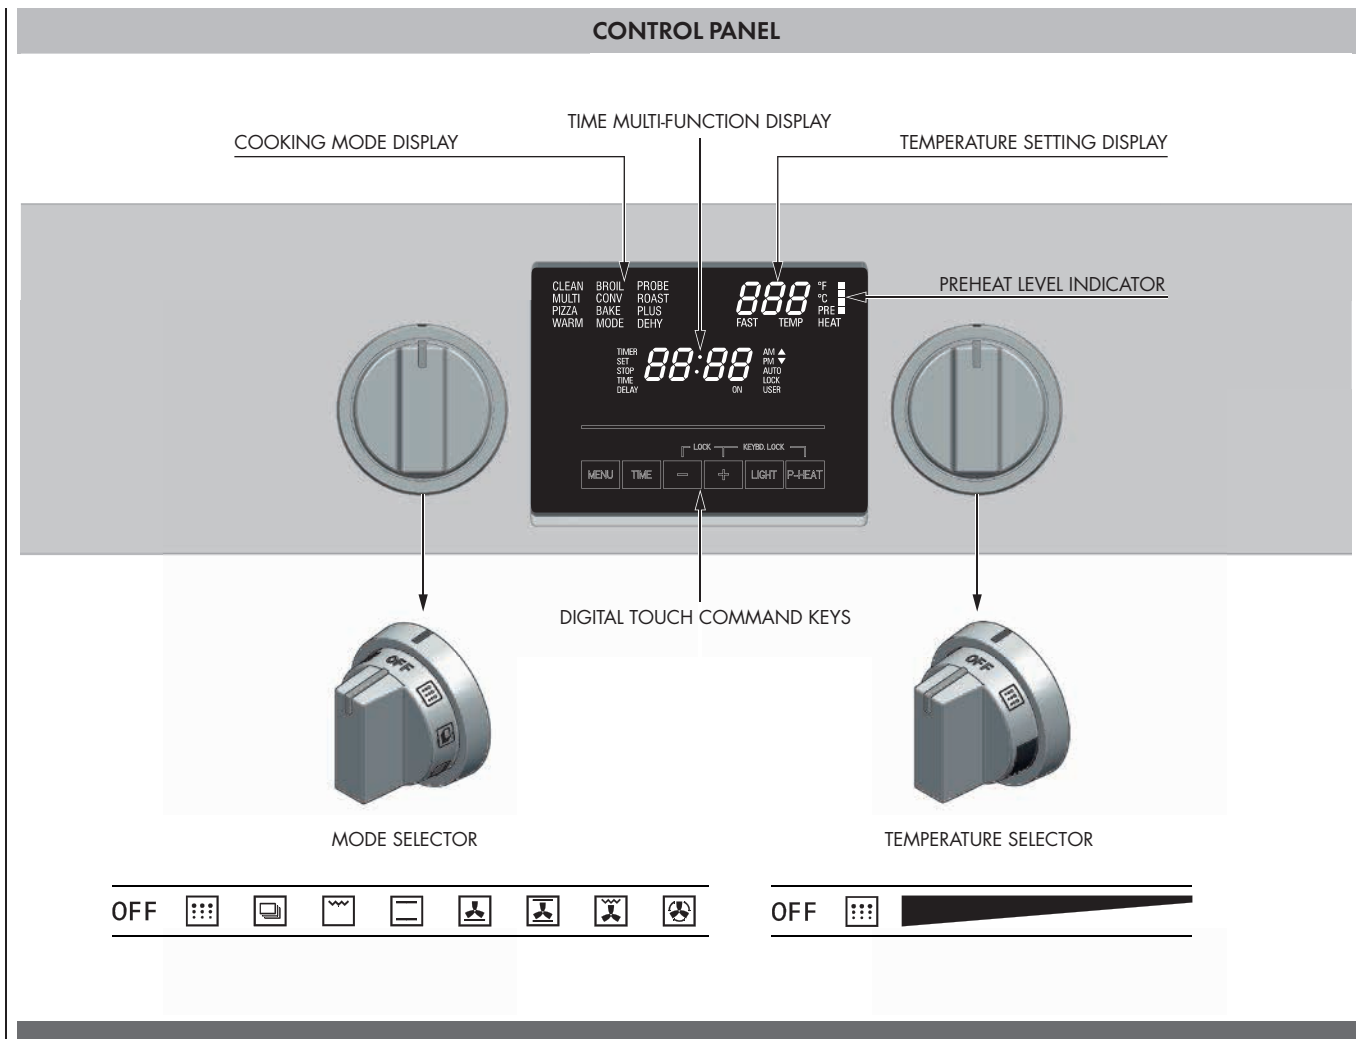 CONTROL PANEL
TIME MULTI-FUNCTION DISPLAY
COOKING MODE DISPLAY
TEMPERATURE SETTING DISPLAY
PREHEAT LEVEL INDICATOR
CLEAN BROIL PROBE
MULTI CONV ROAST
PIZZA BAKE PLUS
WARM MODE DEHY
888 °F
°C
PRE
FAST TEMP HEAT
TIMER
SET
STOP
TIME
DELAY
88:88
ON
AM ▲
PM ▼
AUTO
LOCK
USER
LOCK KEYBD. LOCK
MENU TIME - + LIGHT P-HEAT
DIGITAL TOUCH COMMAND KEYS
OFF
OFF
MODE SELECTOR
TEMPERATURE SELECTOR
OFF
OFF